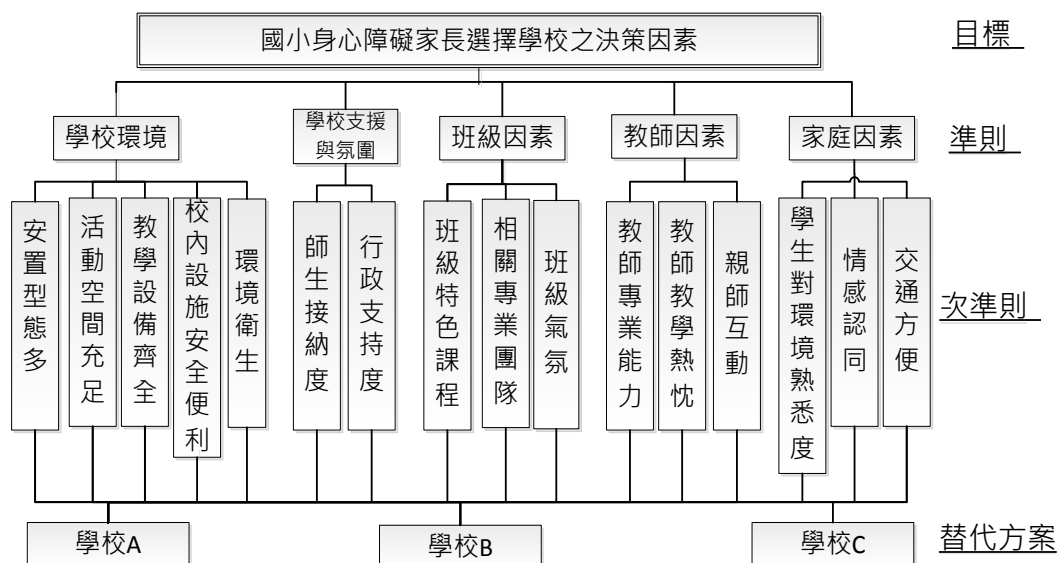 國小身心障礙家長選擇學校之決策因素
目標
學校環境
學校支援
與氛圍
班級因素
教師因素
家庭因素
準則
安置型態多
活動空間充足
教學設備齊全
校內設施安全便利
環境衛生
師生接納度
行政支持度
班級特色課程
相關專業團隊
班級氣氛
教師專業能力
教師教學熱忱
親師互動
學生對環境熟悉度
情感認同
交通方便
次準則
學校A
學校B
學校C
替代方案